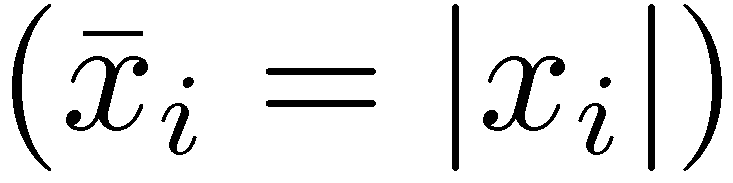 (x̅ᵢ = |xᵢ|)